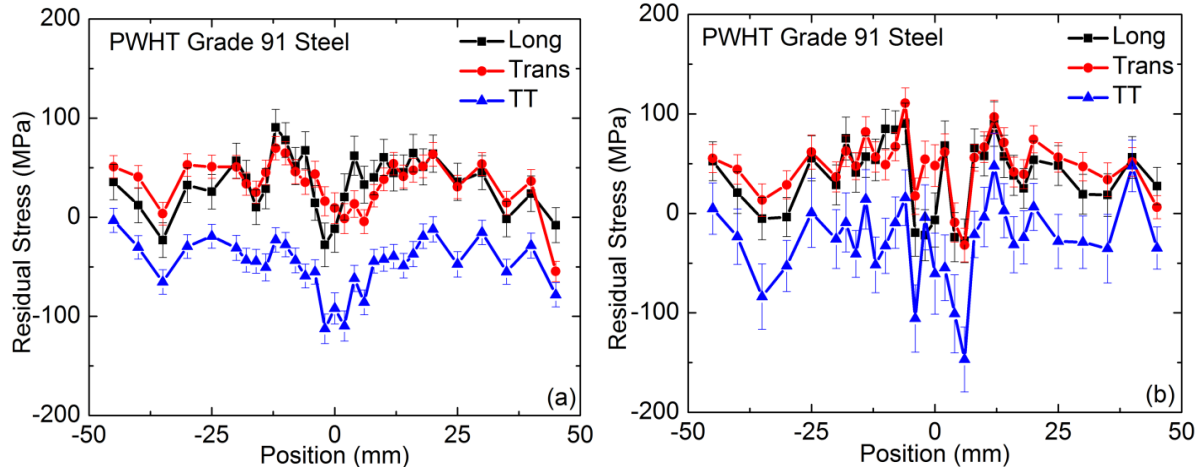 PWHT Grade 91 Steel
Long
Trans
TT
200
100
0
-100
-200
Residual Stress (MPa)
-50
-25
0
25
50
Position (mm)
(a)
PWHT Grade 91 Steel
Long
Trans
TT
200
100
0
-100
-200
Residual Stress (MPa)
-50
-25
0
25
50
Position (mm)
(b)